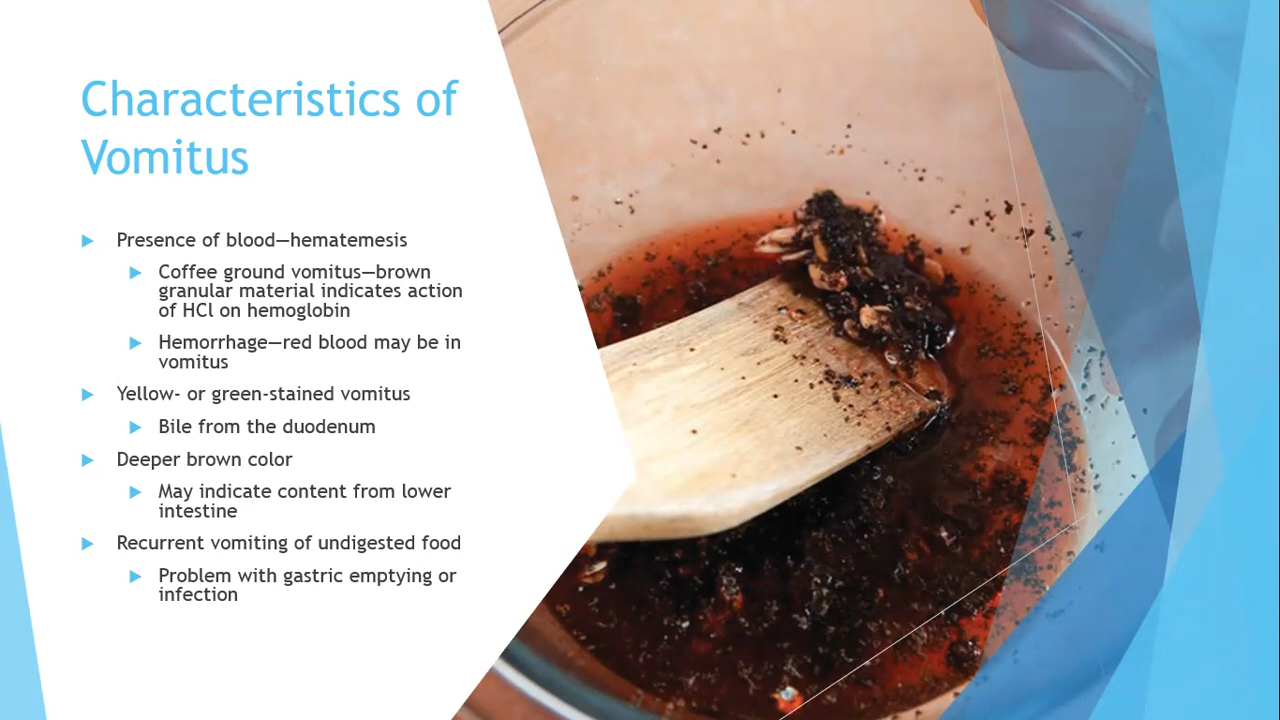 Characteristics of
Vomitus
Presence of blood—hematemesis
Coffee ground vomitus—brown
granular material indicates action
of HCl on hemoglobin
Hemorrhage—red blood may be in
vomitus
Yellow- or green-stained vomitus
Bile from the duodenum
Deeper brown color
May indicate content from lower
intestine
Recurrent vomiting of undigested food
Problem with gastric emptying or
infection